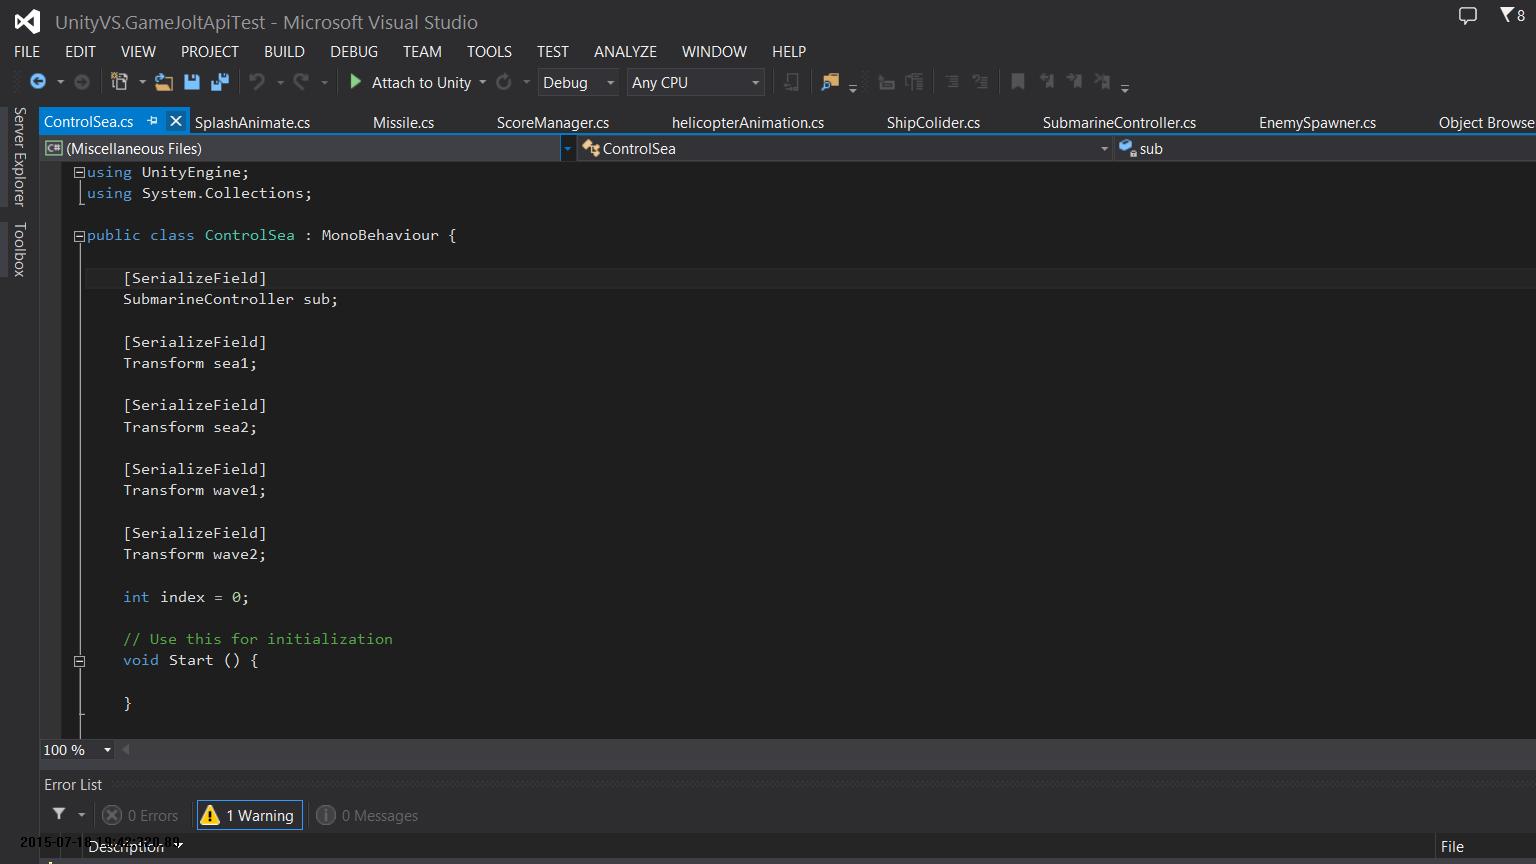 UnityVS.GameJoltApiTest - Microsoft Visual Studio
8
FILE EDIT VIEW PROJECT BUILD DEBUG TEAM TOOLS TEST ANALYZE WINDOW HELP
Attach to Unity Debug Any CPU
Server Explorer
Toolbox
ControlSea.cs SplashAnimate.cs Missile.cs ScoreManager.cs helicopterAnimation.cs ShipColider.cs SubmarineController.cs EnemySpawner.cs Object Browse
C# (Miscellaneous Files) ControlSea sub
using UnityEngine;
using System.Collections;
public class ControlSea : MonoBehaviour {
[SerializeField]
SubmarineController sub;
[SerializeField]
Transform sea1;
[SerializeField]
Transform sea2;
[SerializeField]
Transform wave1;
[SerializeField]
Transform wave2;
int index = 0;
// Use this for initialization
void Start () {
}
100 %
Error List
0 Errors 1 Warning 0 Messages
Description File